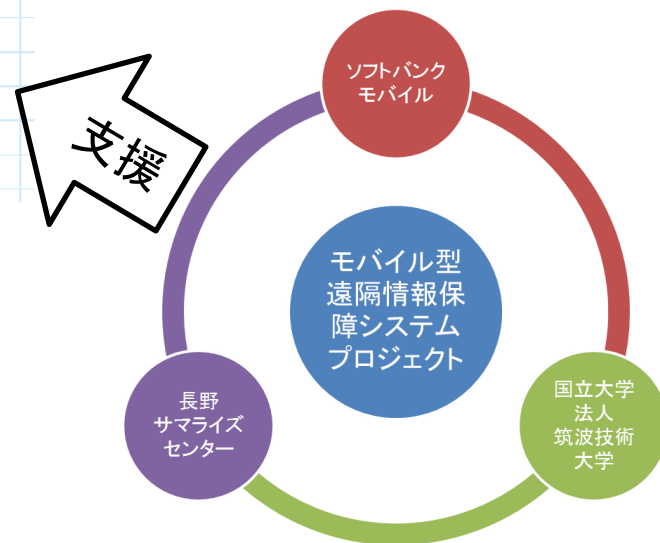 ソフトバンク
モバイル
支援
モバイル型
遠隔情報保
障システム
プロジェクト
長野
サマライズ
センター
国立大学
法人
筑波技術
大学